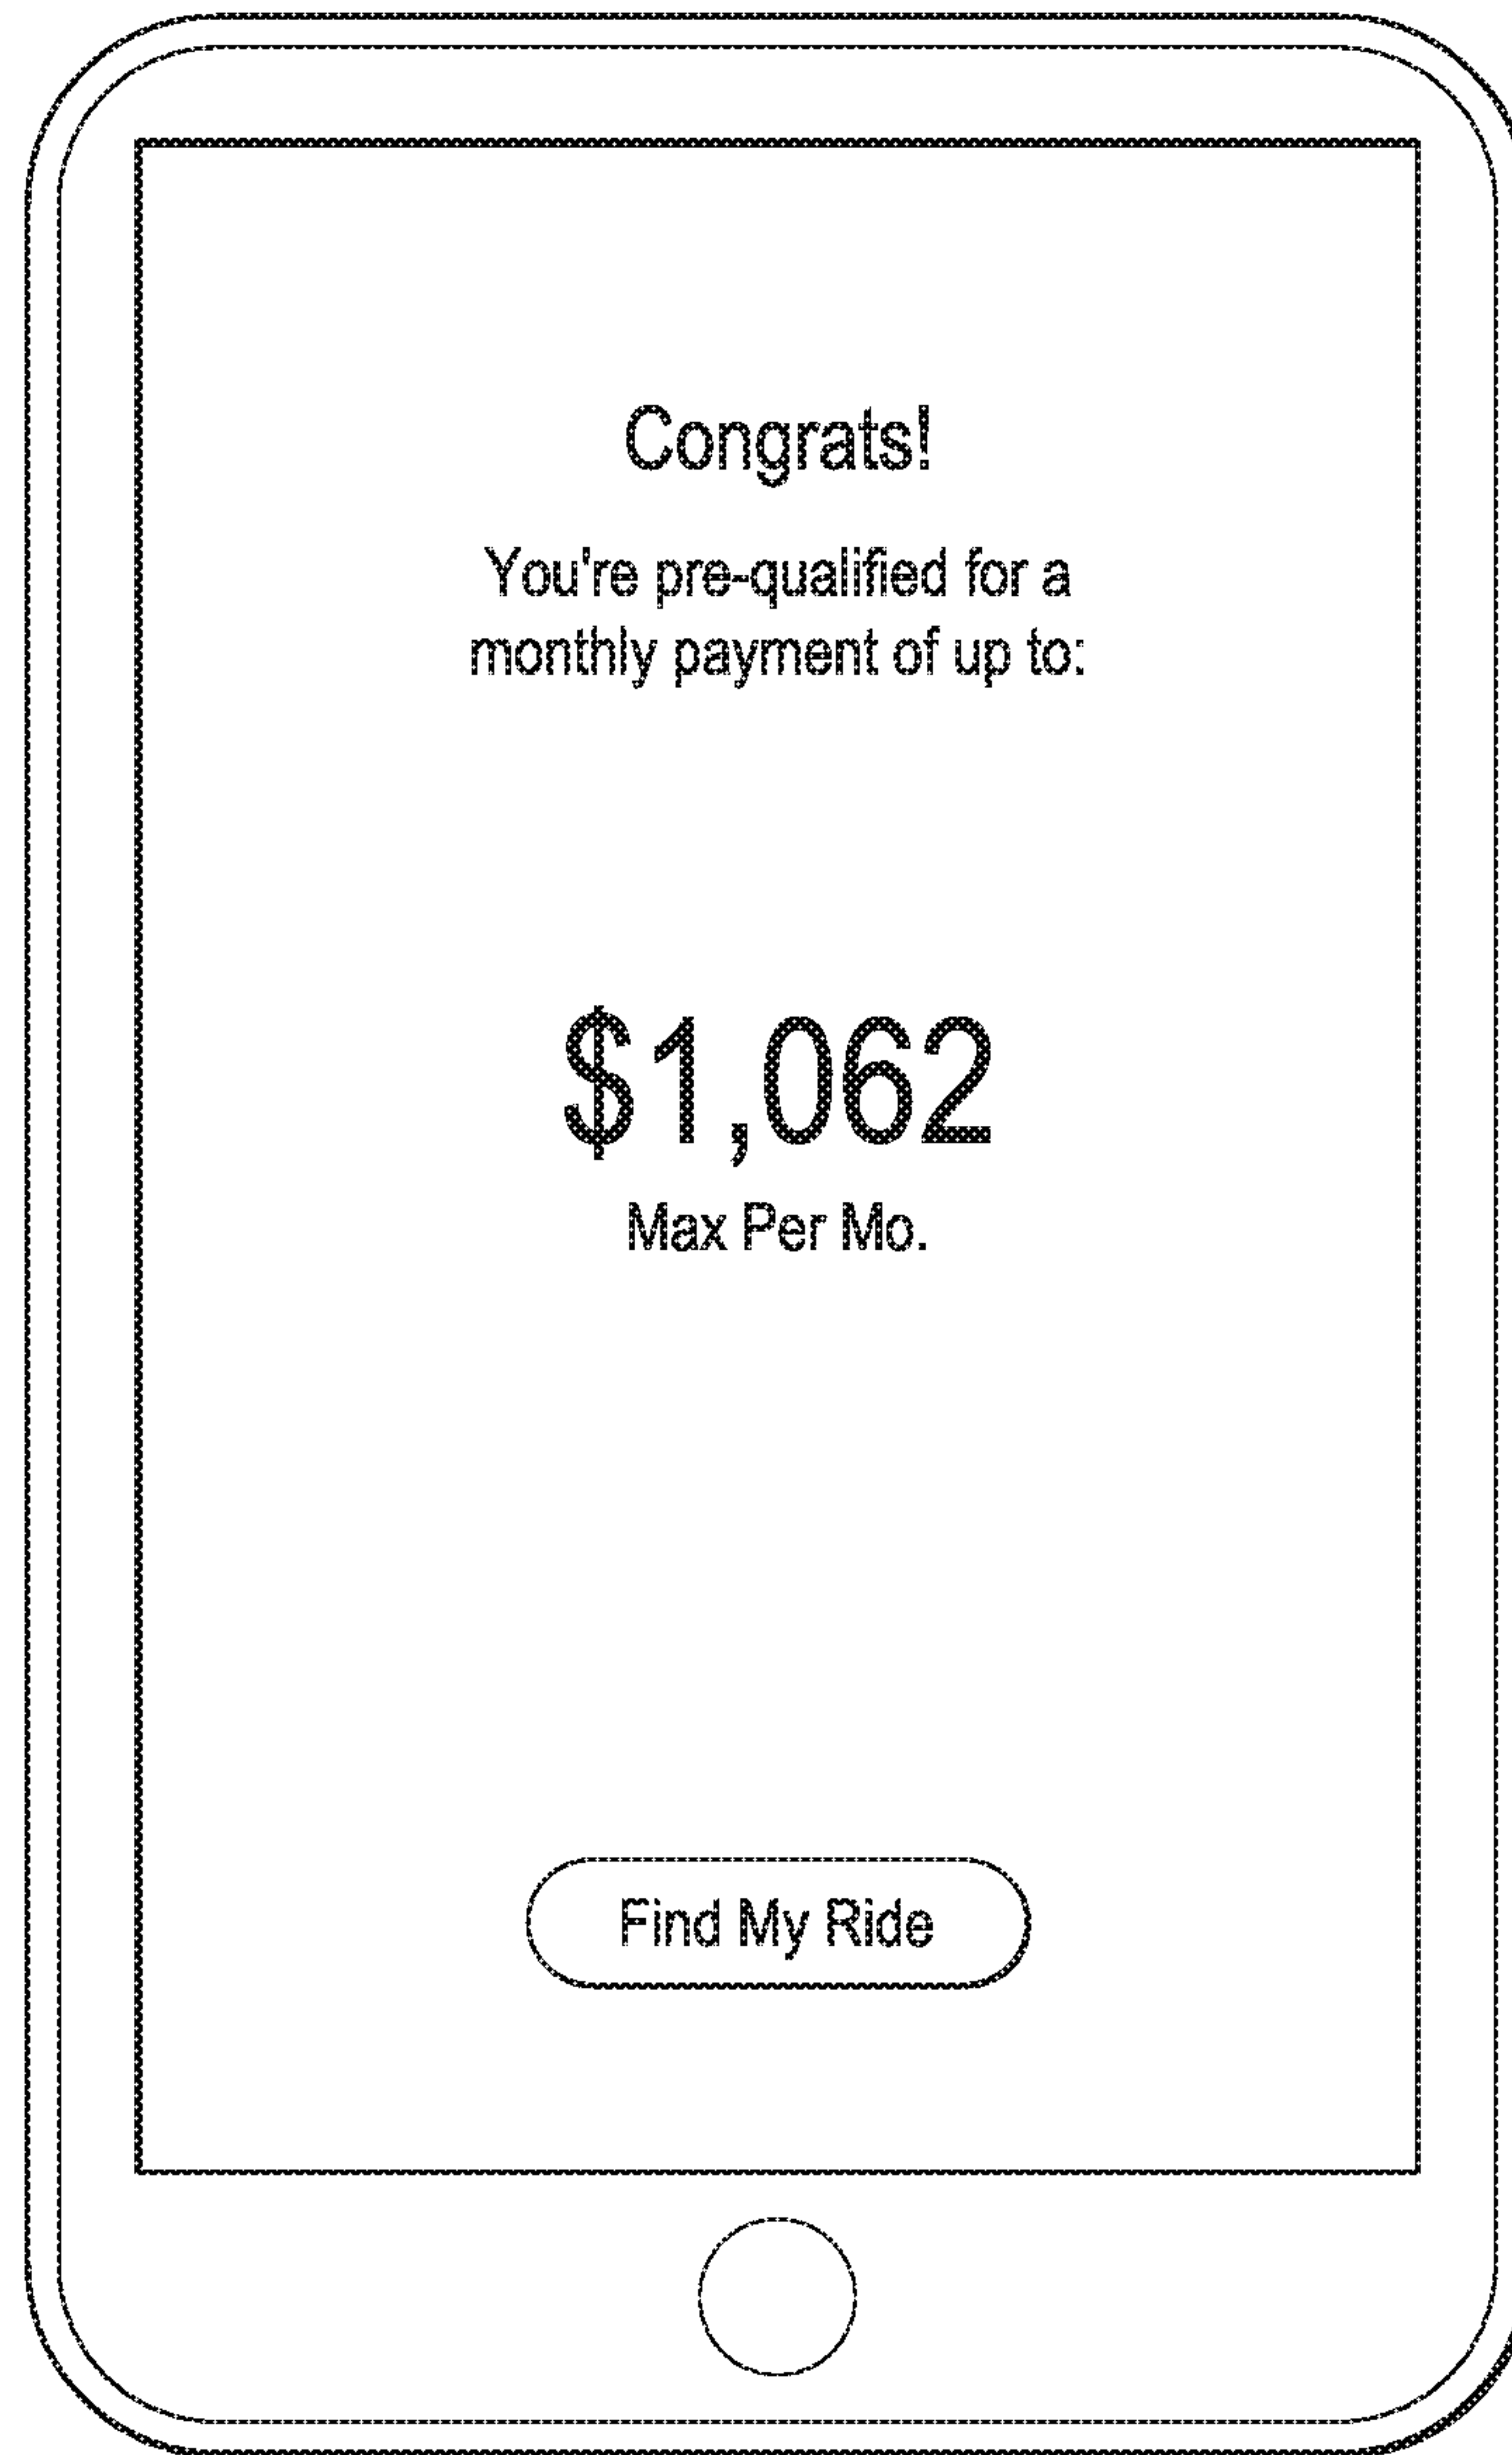 Congrats!
You're pre-qualified for a
monthly payment of up to:
$1,062
Max Per Mo.
Find My Ride